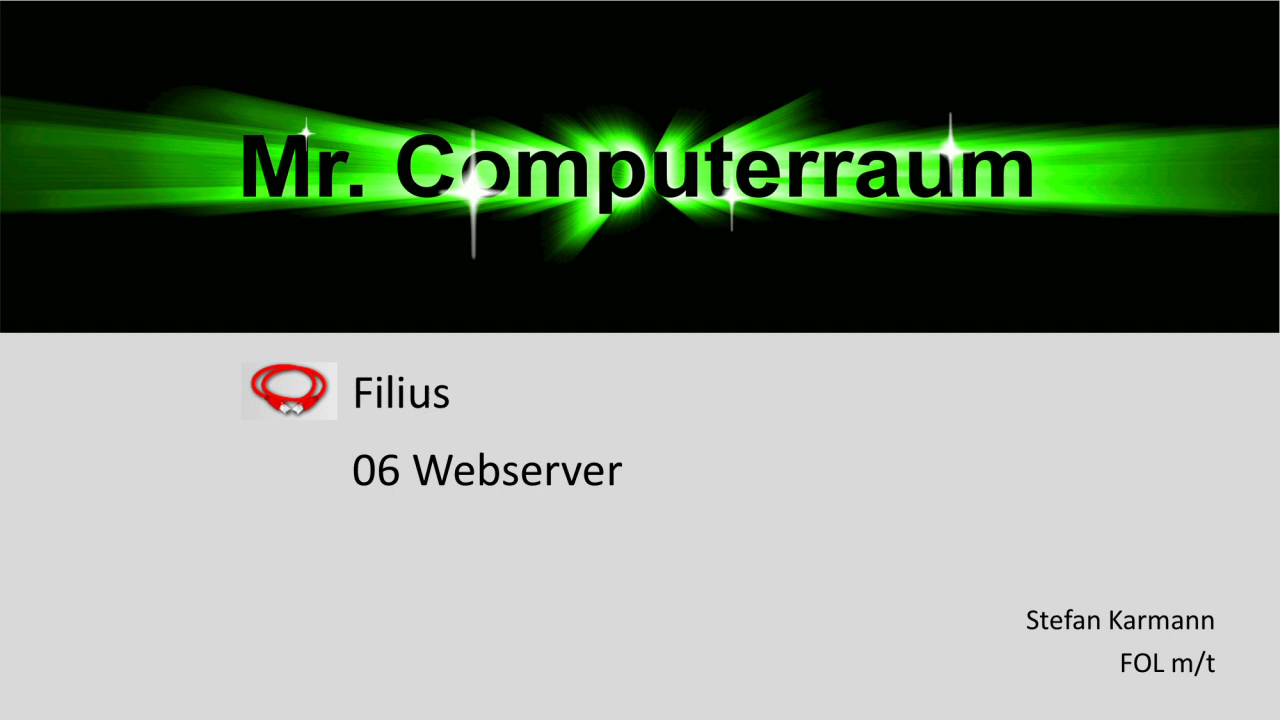 Mr. Computerraum
Filius
06 Webserver
Stefan Karmann
FOL m/t